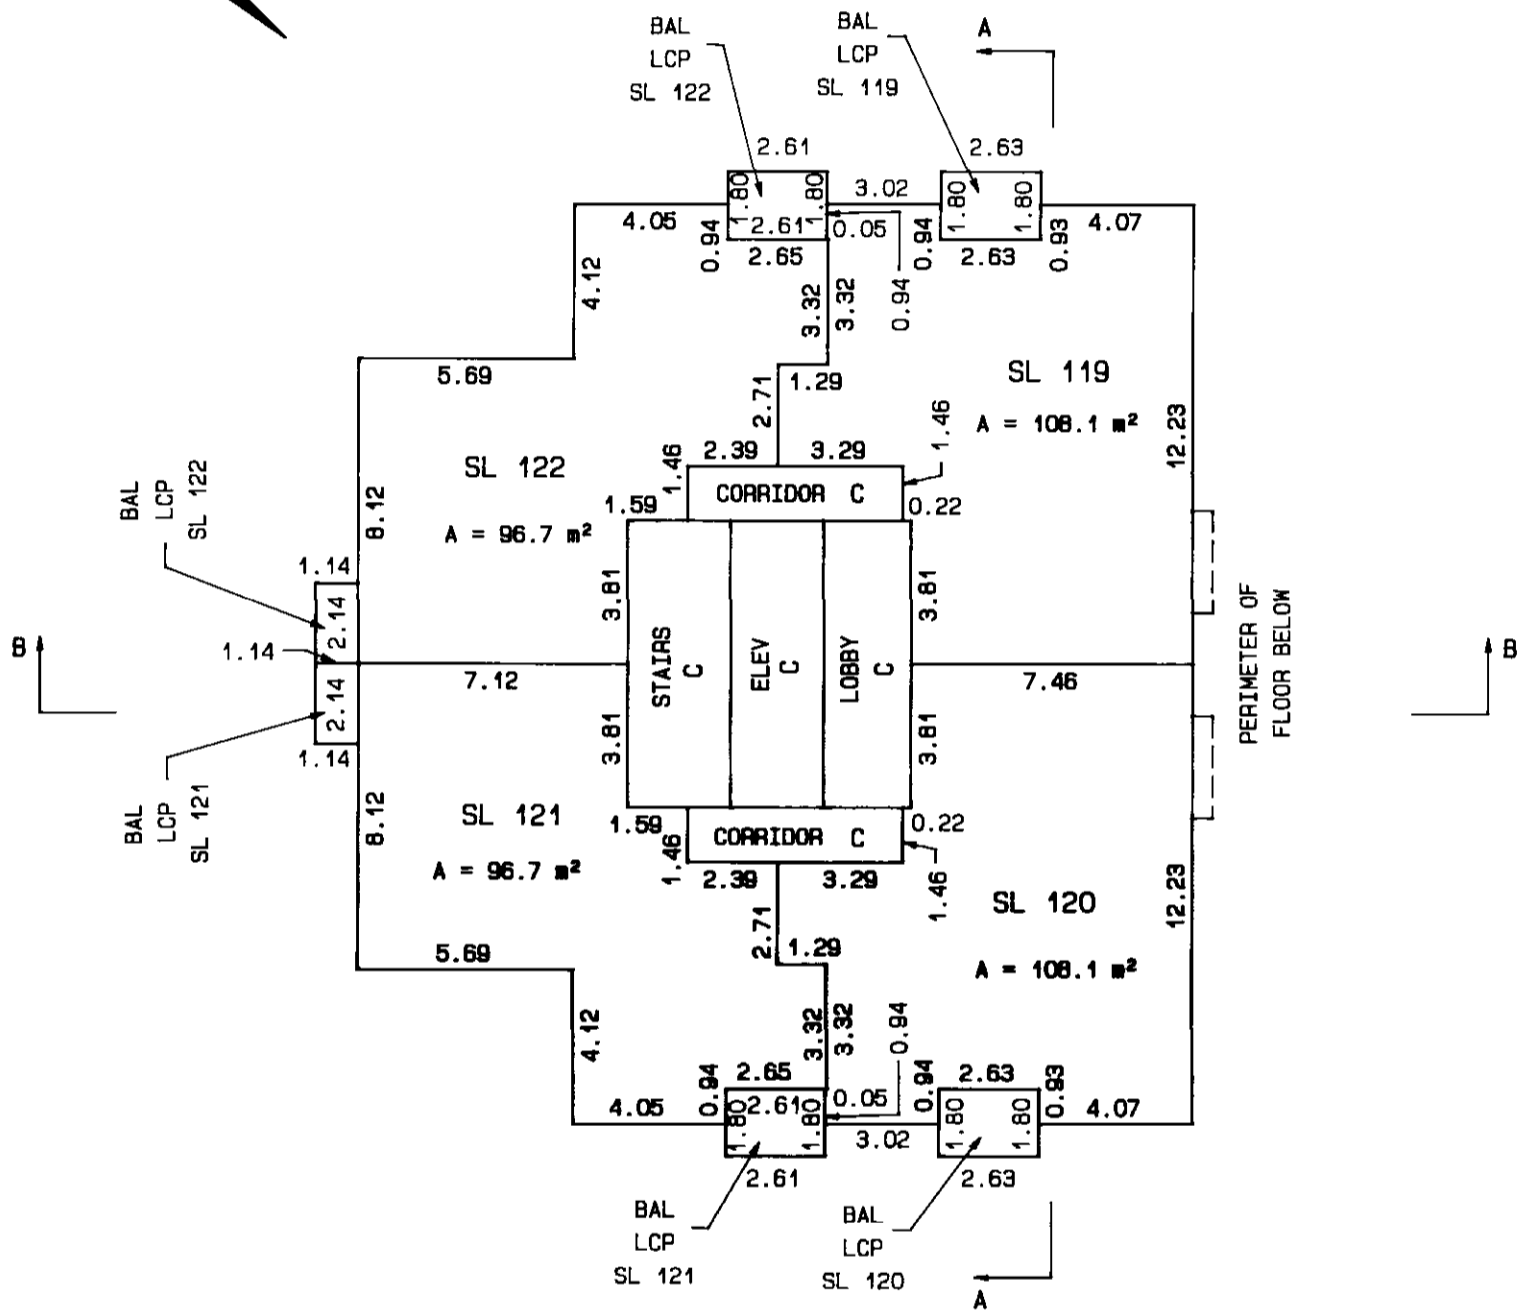 BAL
LCP
SL 122
BAL
LCP
SL 119
A
2.61
2.63
1.80
1.80
3.02
1.80
1.80
4.05
2.61
0.05
4.07
0.94
2.65
0.94
2.63
0.93
4.12
3.32
3.32
0.94
5.69
1.29
SL 119
2.71
A = 108.1 m²
1.46
12.23
2.39
3.29
SL 122
1.46
CORRIDOR C
BAL
LCP
SL 122
8.12
1.59
0.22
A = 96.7 m²
1.14
3.81
3.81
2.14
B
1.14
7.12
STAIRS
C
ELEV
C
LOBBY
C
7.46
PERIMETER OF
FLOOR BELOW
B
2.14
3.81
3.81
1.14
BAL
LCP
SL 121
8.12
SL 121
1.59
0.22
CORRIDOR C
A = 96.7 m²
1.46
2.39
3.29
1.46
SL 120
12.23
2.71
1.29
5.69
A = 108.1 m²
4.12
3.32
3.32
0.94
0.94
2.65
0.94
2.63
0.93
4.05
2.61
0.05
4.07
1.80
1.80
3.02
1.80
1.80
2.61
2.63
BAL
LCP
SL 121
BAL
LCP
SL 120
A